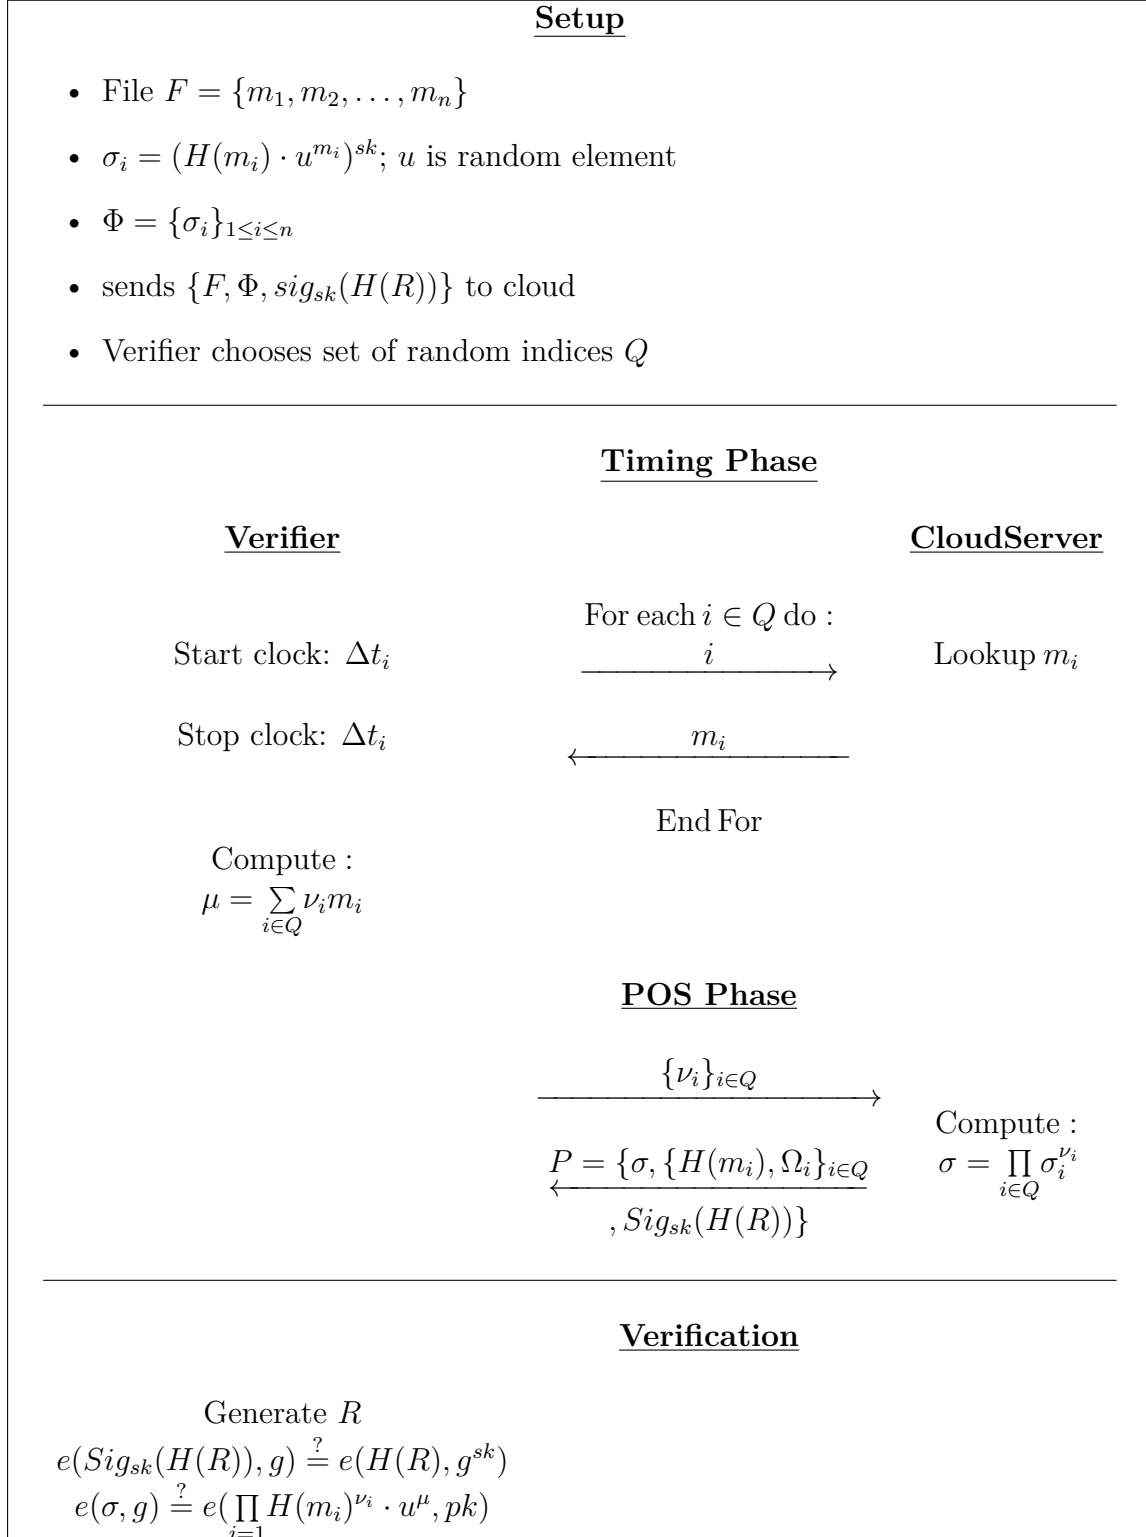 Setup
• File F = {m_1, m_2, . . . , m_n}
• σ_i = (H(m_i) · u^{m_i})^{sk}; u is random element
• Φ = {σ_i}_{1≤i≤n}
• sends {F, Φ, sig_{sk}(H(R))} to cloud
• Verifier chooses set of random indices Q
Timing Phase
Verifier CloudServer
For each i ∈ Q do :
Start clock: Δt_i i Lookup m_i
Stop clock: Δt_i m_i
End For
Compute :
μ = ∑_{i∈Q} ν_i m_i
POS Phase
{ν_i}_{i∈Q}
Compute :
P = {σ, {H(m_i), Ω_i}_{i∈Q} σ = ∏_{i∈Q} σ_i^{ν_i}
, Sig_{sk}(H(R))}
Verification
Generate R
e(Sig_{sk}(H(R)), g) ≟ e(H(R), g^{sk})
e(σ, g) ≟ e(∏_{i=1} H(m_i)^{ν_i} · u^μ, pk)